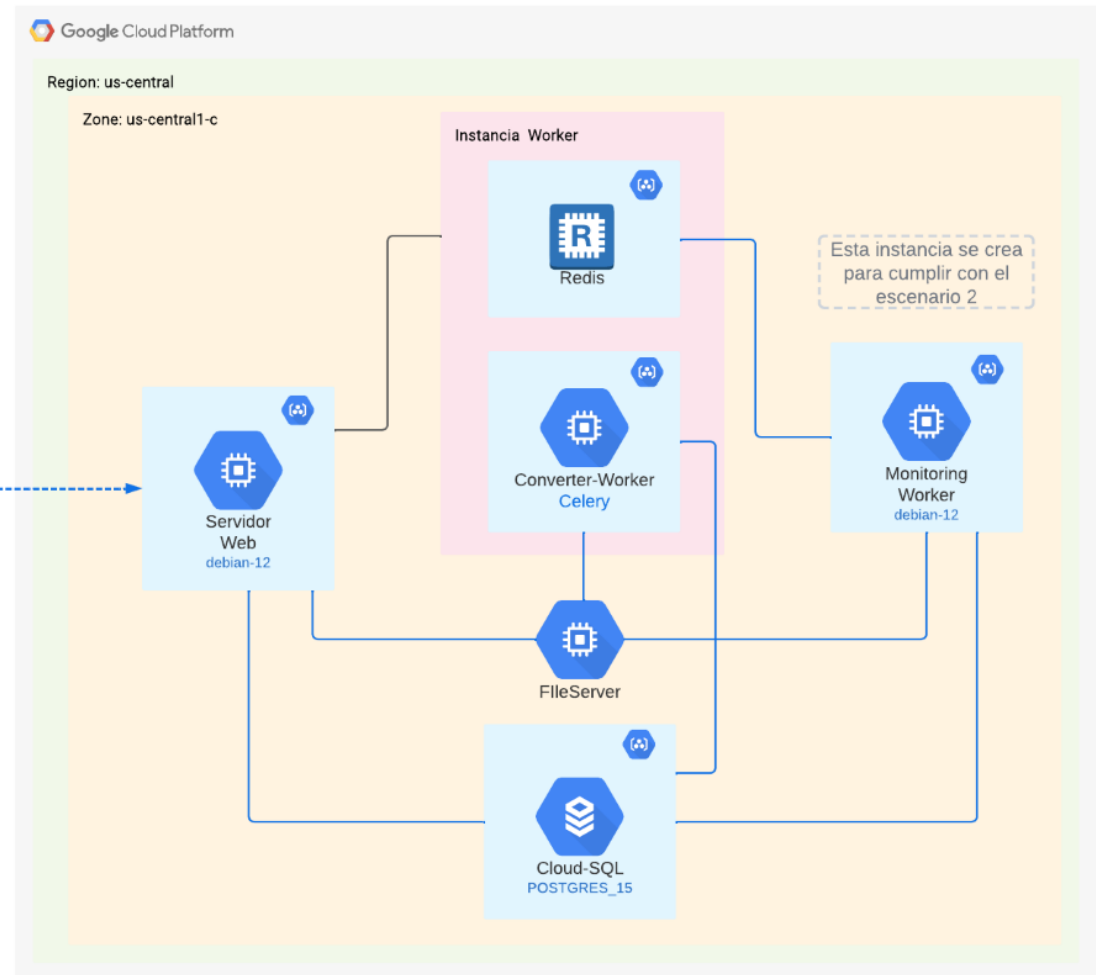 Google Cloud Platform
Region: us-central
Zone: us-central1-c
Instancia Worker
R
Redis
Esta instancia se crea
para cumplir con el
escenario 2
Converter-Worker
Celery
Monitoring
Worker
debian-12
Servidor
Web
debian-12
FIleServer
Cloud-SQL
POSTGRES_15